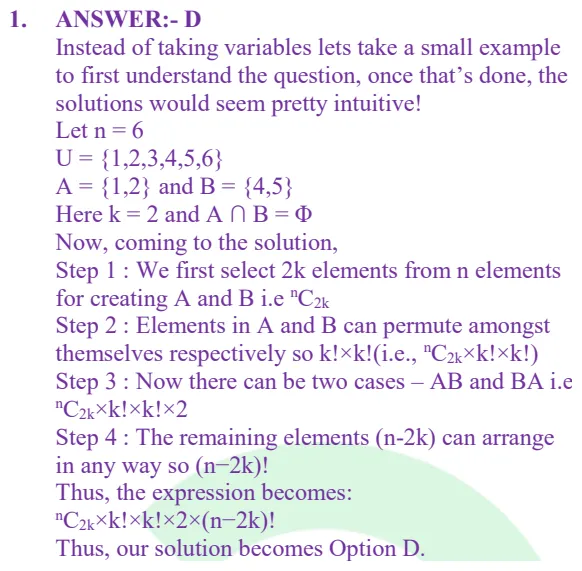 1. ANSWER:- D
Instead of taking variables lets take a small example
to first understand the question, once that’s done, the
solutions would seem pretty intuitive!
Let n = 6
U = {1,2,3,4,5,6}
A = {1,2} and B = {4,5}
Here k = 2 and A ∩ B = Φ
Now, coming to the solution,
Step 1 : We first select 2k elements from n elements
for creating A and B i.e ⁿC₂ₖ
Step 2 : Elements in A and B can permute amongst
themselves respectively so k!×k!(i.e., ⁿC₂ₖ×k!×k!)
Step 3 : Now there can be two cases – AB and BA i.e
ⁿC₂ₖ×k!×k!×2
Step 4 : The remaining elements (n-2k) can arrange
in any way so (n−2k)!
Thus, the expression becomes:
ⁿC₂ₖ×k!×k!×2×(n−2k)!
Thus, our solution becomes Option D.